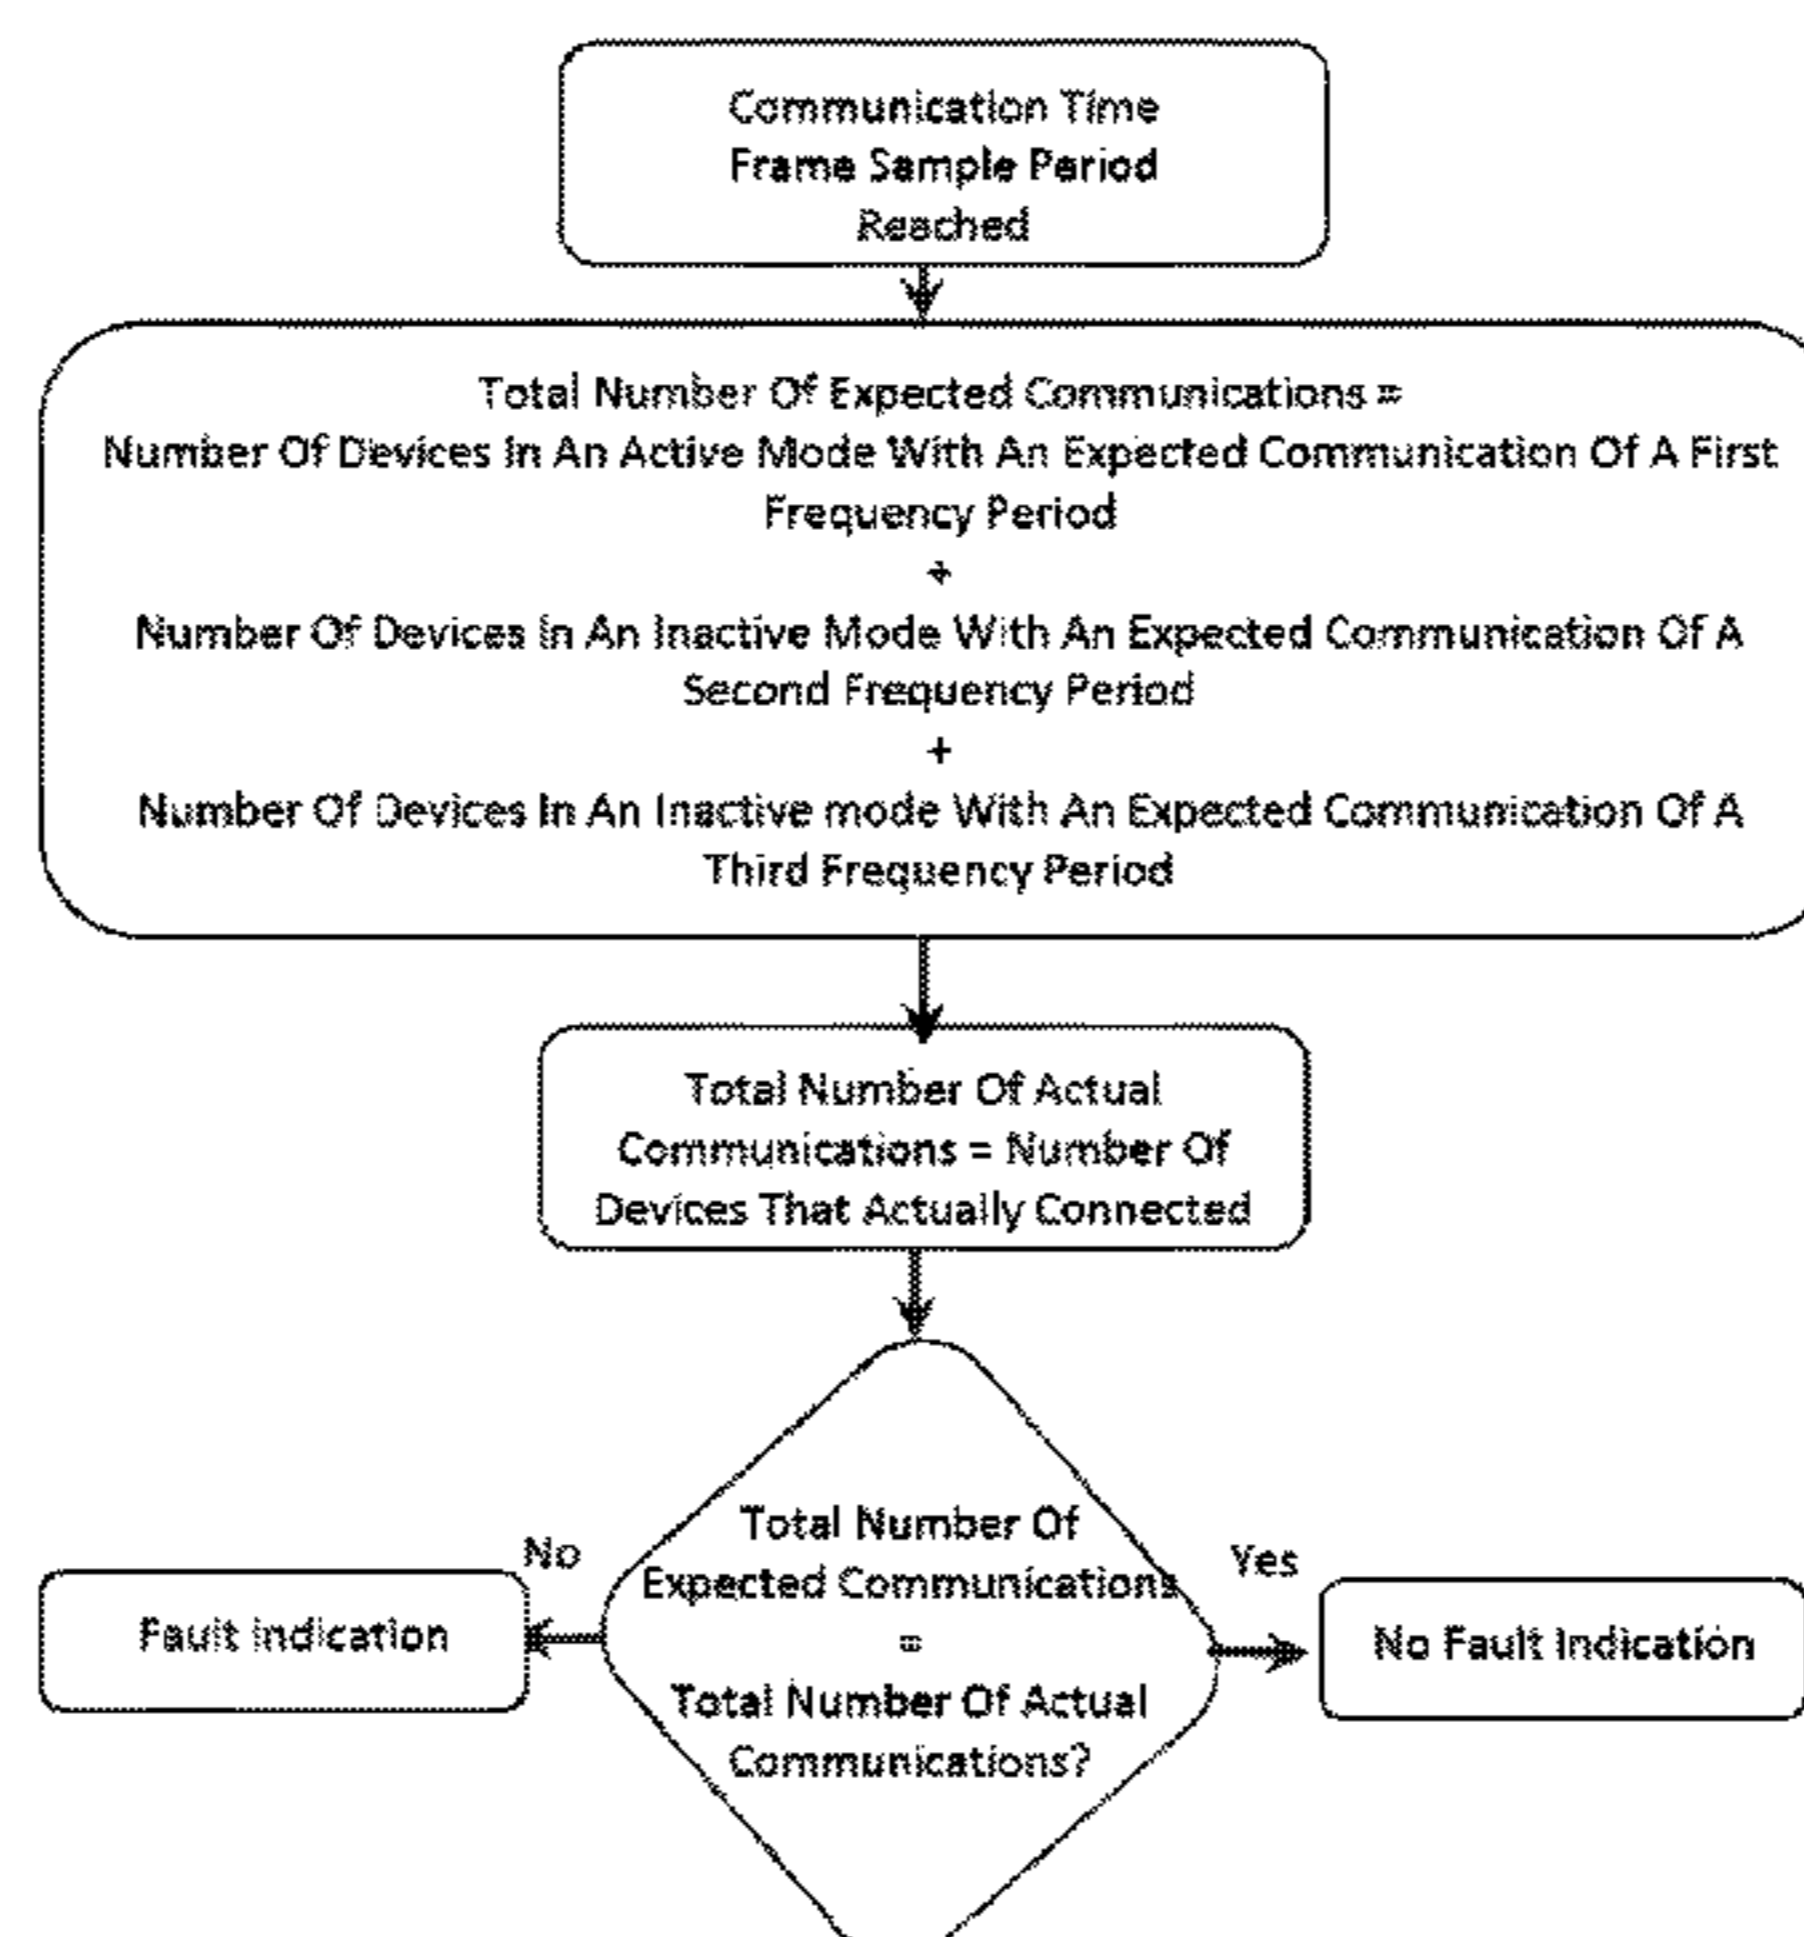 Communication Time
Frame Sample Period
Reached
Total Number Of Expected Communications =
Number Of Devices In An Active Mode With An Expected Communication Of A First
Frequency Period
+
Number Of Devices In An Inactive Mode With An Expected Communication Of A
Second Frequency Period
+
Number Of Devices In An Inactive mode With An Expected Communication Of A
Third Frequency Period
Total Number Of Actual
Communications = Number Of
Devices That Actually Connected
Total Number Of
Expected Communications
=
Total Number Of Actual
Communications?
No
Fault Indication
Yes
No Fault Indication